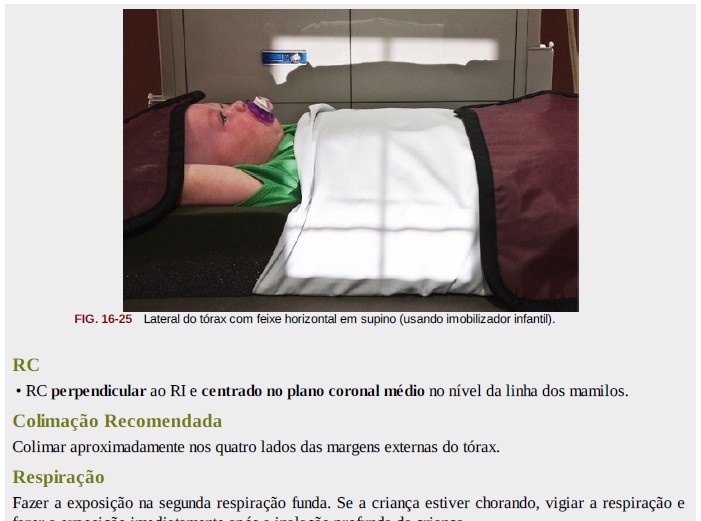 FIG. 16-25 Lateral do tórax com feixe horizontal em supino (usando imobilizador infantil).
RC
• RC perpendicular ao RI e centrado no plano coronal médio no nível da linha dos mamilos.
Colimação Recomendada
Colimar aproximadamente nos quatro lados das margens externas do tórax.
Respiração
Fazer a exposição na segunda respiração funda. Se a criança estiver chorando, vigiar a respiração e